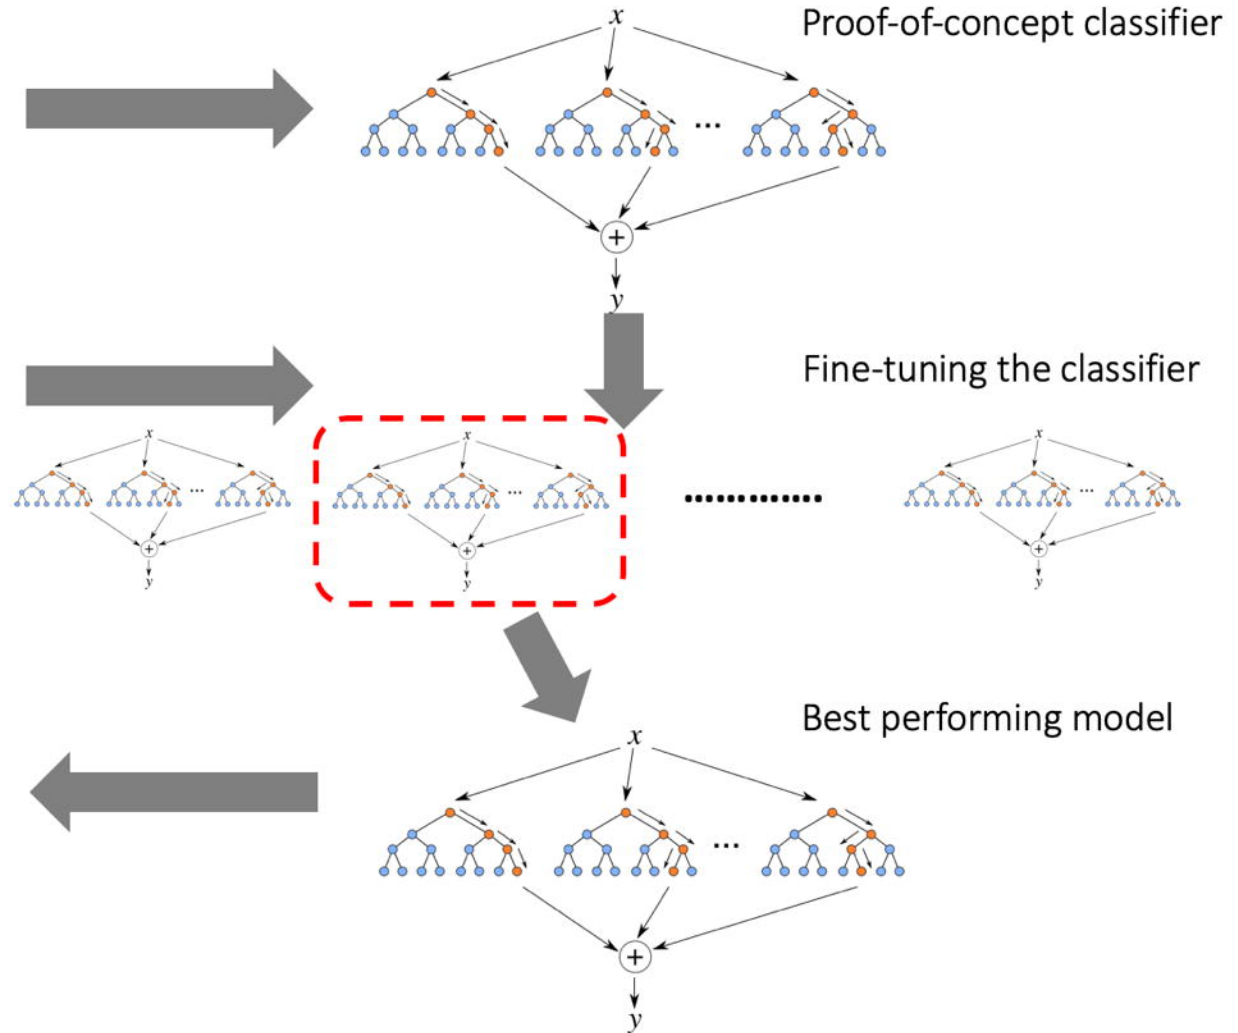 x
Proof-of-concept classifier
...
+
y
Fine-tuning the classifier
x
...
+
y
x
...
+
y
..............
x
...
+
y
Best performing model
x
...
+
y